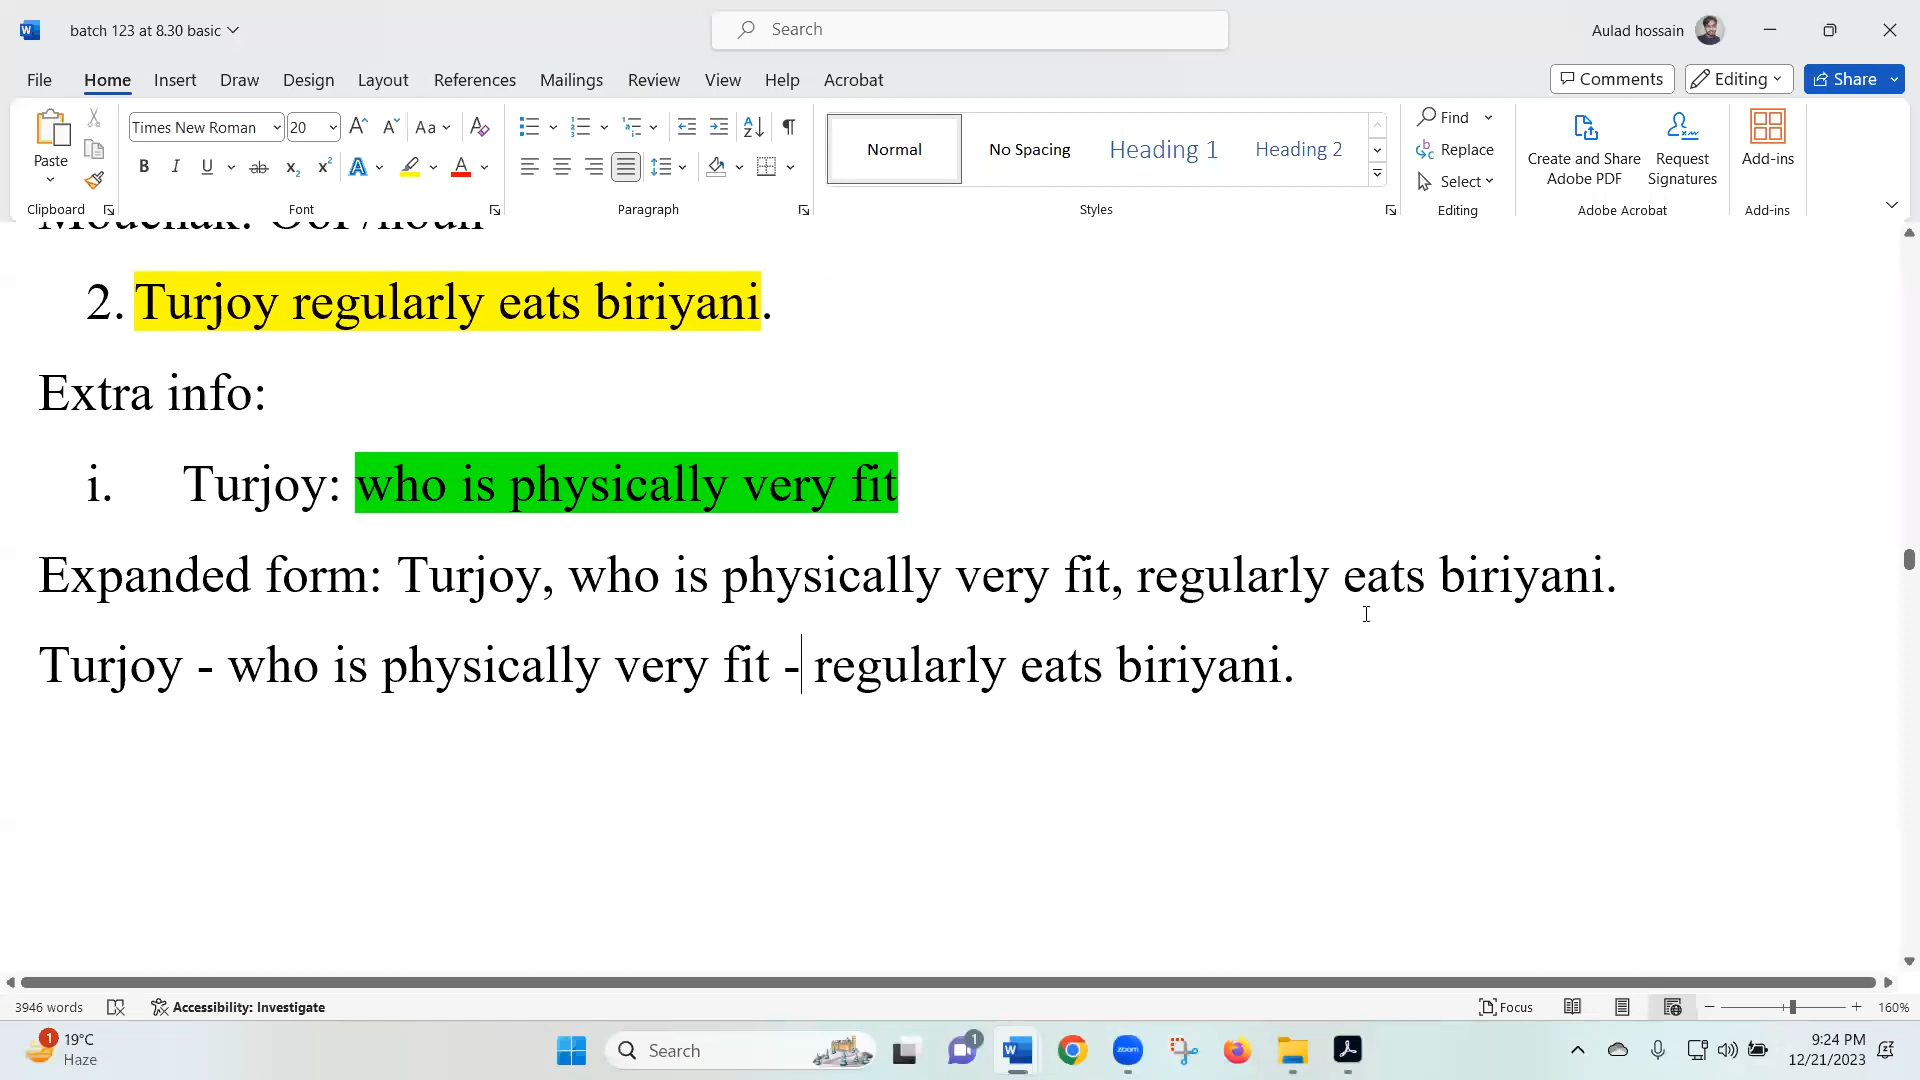 batch 123 at 8.30 basic
Search
Aulad hossain
File Home Insert Draw Design Layout References Mailings Review View Help Acrobat
Comments Editing Share
Paste
Times New Roman 20
Normal No Spacing Heading 1 Heading 2
Find
Replace
Select
Create and Share Adobe PDF
Request Signatures
Add-ins
Clipboard Font Paragraph Styles Editing Adobe Acrobat Add-ins
2. Turjoy regularly eats biriyani.
Extra info:
i. Turjoy: who is physically very fit
Expanded form: Turjoy, who is physically very fit, regularly eats biriyani.
Turjoy - who is physically very fit - regularly eats biriyani.
3946 words Accessibility: Investigate Focus 160%
1 19°C
Haze
Search
1
zoom
9:24 PM
12/21/2023